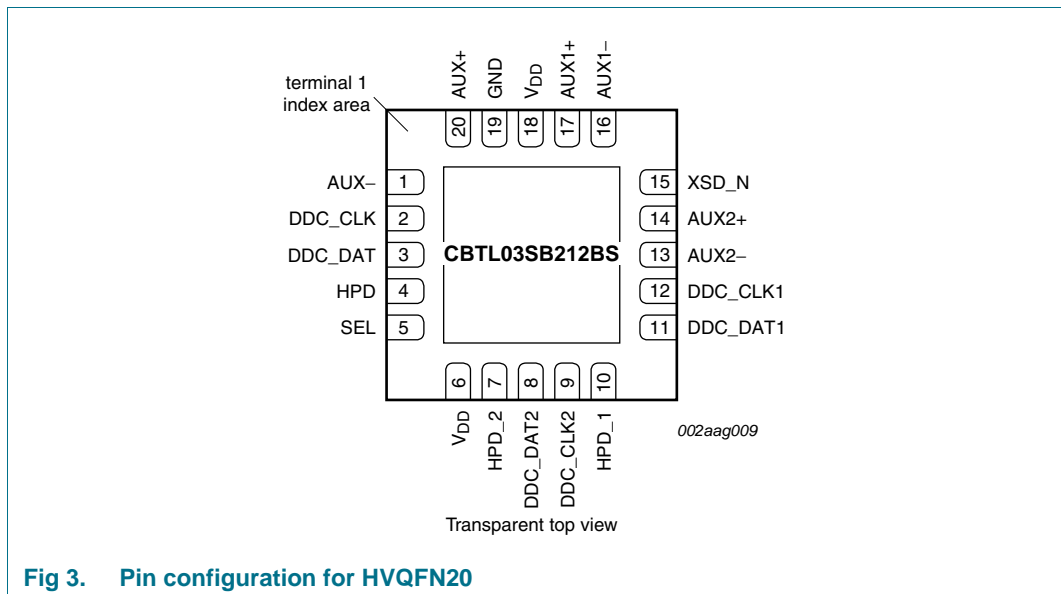 terminal 1
index area
AUX+
GND
VDD
AUX1+
AUX1−
20
19
18
17
16
AUX− 1
DDC_CLK 2
DDC_DAT 3
HPD 4
SEL 5
CBTL03SB212BS
15 XSD_N
14 AUX2+
13 AUX2−
12 DDC_CLK1
11 DDC_DAT1
6
7
8
9
10
VDD
HPD_2
DDC_DAT2
DDC_CLK2
HPD_1
002aag009
Transparent top view
Fig 3. Pin configuration for HVQFN20